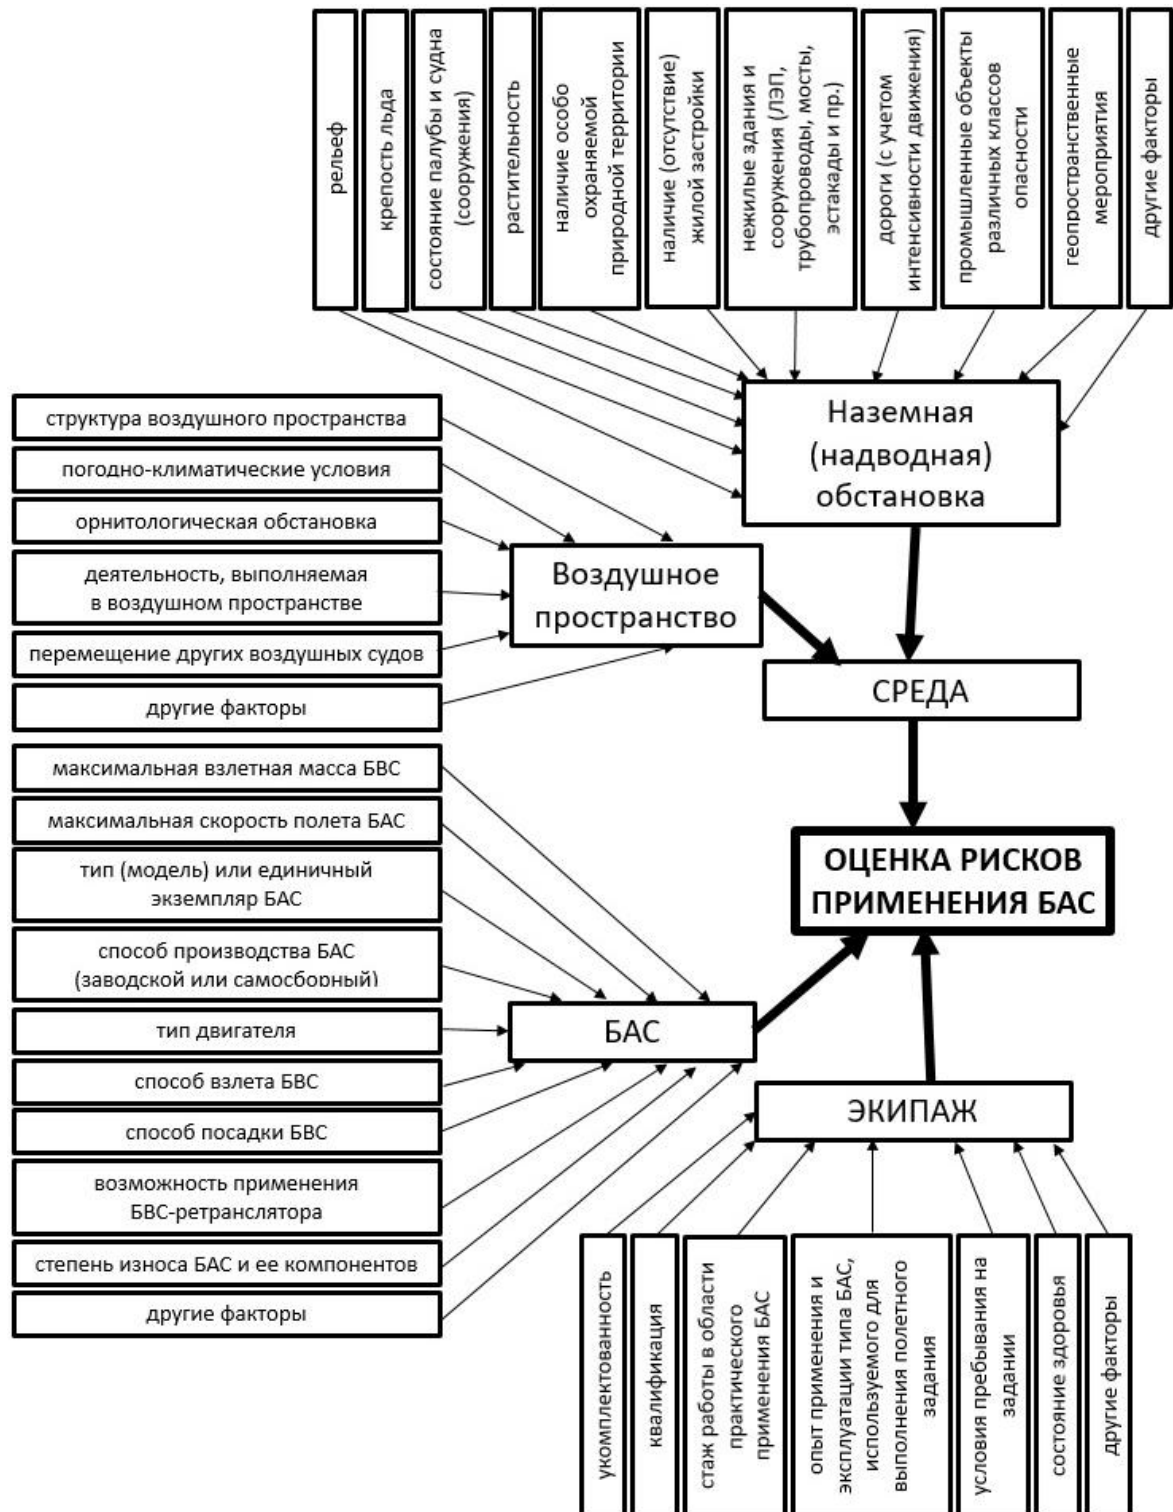 рельеф
крепость льда
состояние палубы и судна
(сооружения)
растительность
наличие особо
охраняемой
природной территории
наличие (отсутствие)
жилой застройки
нежилые здания и
сооружения (ЛЭП,
трубопроводы, мосты,
эстакады и пр.)
дороги (с учетом
интенсивности движения)
промышленные объекты
различных классов
опасности
геопространственные
мероприятия
другие факторы
Наземная
(надводная)
обстановка
структура воздушного пространства
погодно-климатические условия
орнитологическая обстановка
деятельность, выполняемая
в воздушном пространстве
перемещение других воздушных судов
другие факторы
Воздушное
пространство
СРЕДА
максимальная взлетная масса БВС
максимальная скорость полета БАС
тип (модель) или единичный
экземпляр БАС
способ производства БАС
(заводской или самосборный)
тип двигателя
способ взлета БВС
способ посадки БВС
возможность применения
БВС-ретранслятора
степень износа БАС и ее компонентов
другие факторы
БАС
ОЦЕНКА РИСКОВ
ПРИМЕНЕНИЯ БАС
ЭКИПАЖ
укомплектованность
квалификация
стаж работы в области
практического
применения БАС
опыт применения и
эксплуатации типа БАС,
используемого для
выполнения полетного
задания
условия пребывания на
задании
состояние здоровья
другие факторы